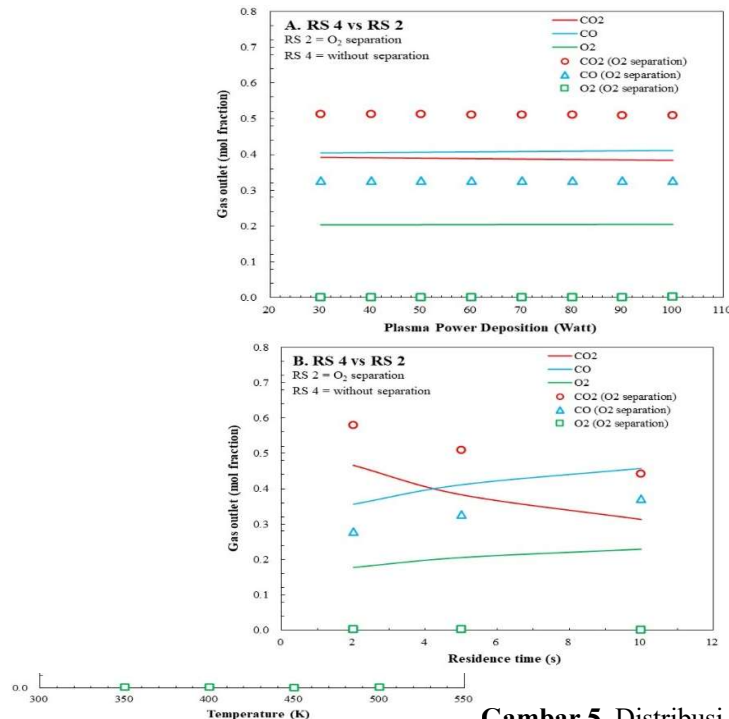 A. RS 4 vs RS 2
RS 2 = O2 separation
RS 4 = without separation
CO2
CO
O2
CO2 (O2 separation)
CO (O2 separation)
O2 (O2 separation)
Gas outlet (mol fraction)
0.8
0.7
0.6
0.5
0.4
0.3
0.2
0.1
0.0
20 30 40 50 60 70 80 90 100 110
Plasma Power Deposition (Watt)
B. RS 4 vs RS 2
RS 2 = O2 separation
RS 4 = without separation
CO2
CO
O2
CO2 (O2 separation)
CO (O2 separation)
O2 (O2 separation)
Gas outlet (mol fraction)
0.8
0.7
0.6
0.5
0.4
0.3
0.2
0.1
0.0
0 2 4 6 8 10 12
Residence time (s)
0.0
300 350 400 450 500 550
Temperature (K)
Gambar 5. Distribusi